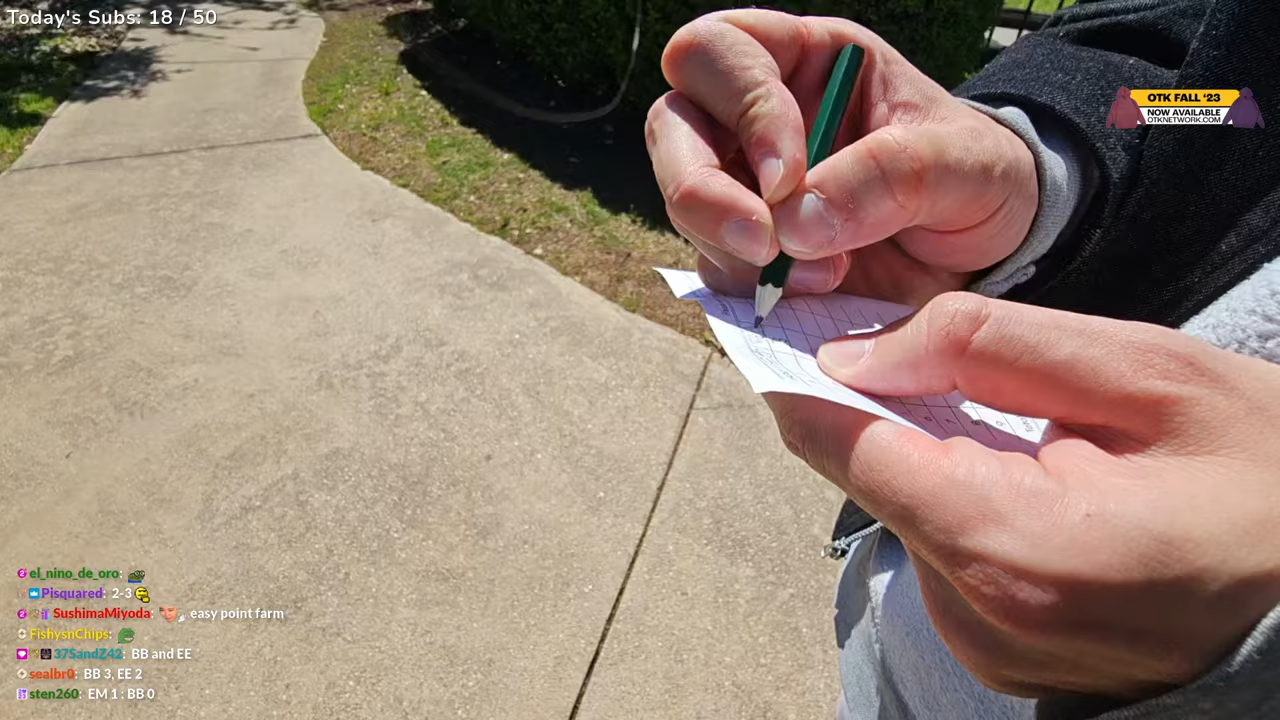 Today's Subs: 18 / 50
OTK FALL '23
NOW AVAILABLE
OTKNETWORK.COM
el_nino_de_oro:
Pisquared: 2-3
SushimaMiyoda: easy point farm
FishysnChips:
37SandZ42: BB and EE
sealbr0: BB 3, EE 2
sten260: EM 1 : BB 0